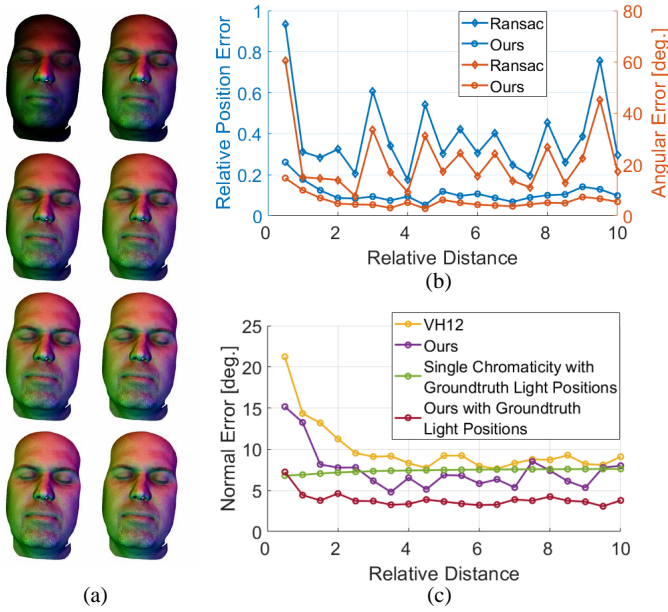 1
0.8
0.6
0.4
0.2
0
Relative Position Error
80
60
40
20
0
Angular Error [deg.]
Ransac
Ours
Ransac
Ours
0 2 4 6 8 10
Relative Distance
(b)
25
20
15
10
5
0
Normal Error [deg.]
VH12
Ours
Single Chromaticity with
Groundtruth Light Positions
Ours with Groundtruth
Light Positions
0 2 4 6 8 10
Relative Distance
(a)
(c)